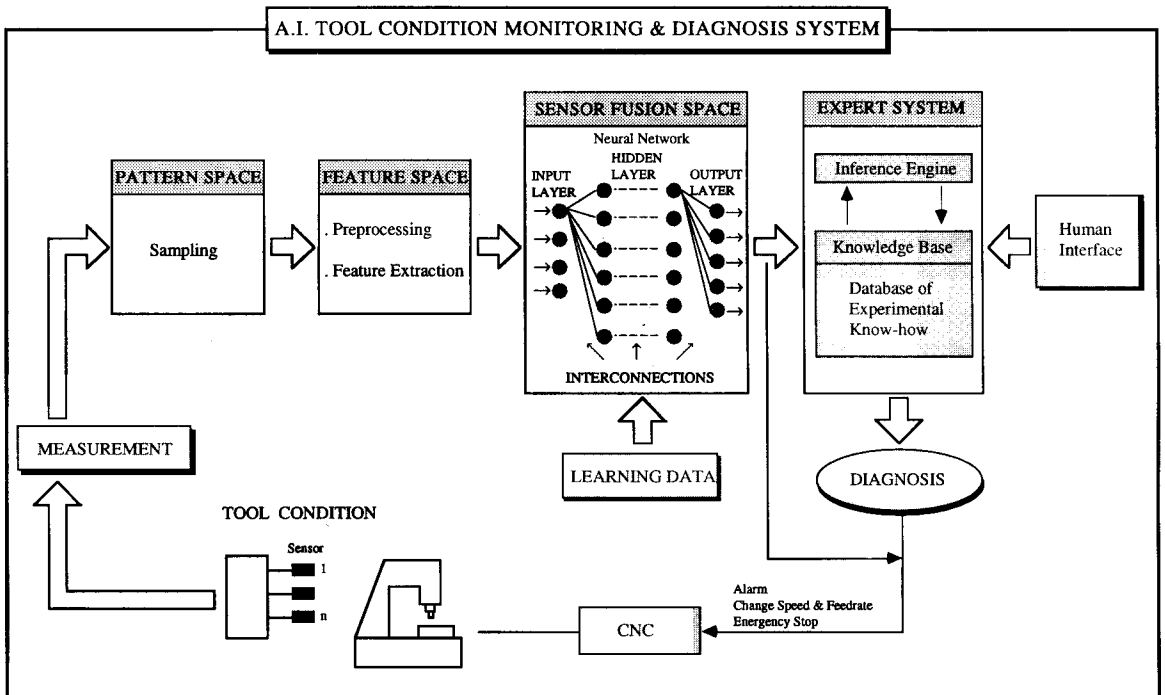 A.I. TOOL CONDITION MONITORING & DIAGNOSIS SYSTEM
PATTERN SPACE
Sampling
FEATURE SPACE
. Preprocessing
. Feature Extraction
SENSOR FUSION SPACE
Neural Network
HIDDEN
LAYER
INPUT
LAYER
OUTPUT
LAYER
INTERCONNECTIONS
EXPERT SYSTEM
Inference Engine
Knowledge Base
Database of
Experimental
Know-how
Human
Interface
MEASUREMENT
LEARNING DATA
DIAGNOSIS
TOOL CONDITION
Sensor
1
n
CNC
Alarm
Change Speed & Feedrate
Energency Stop